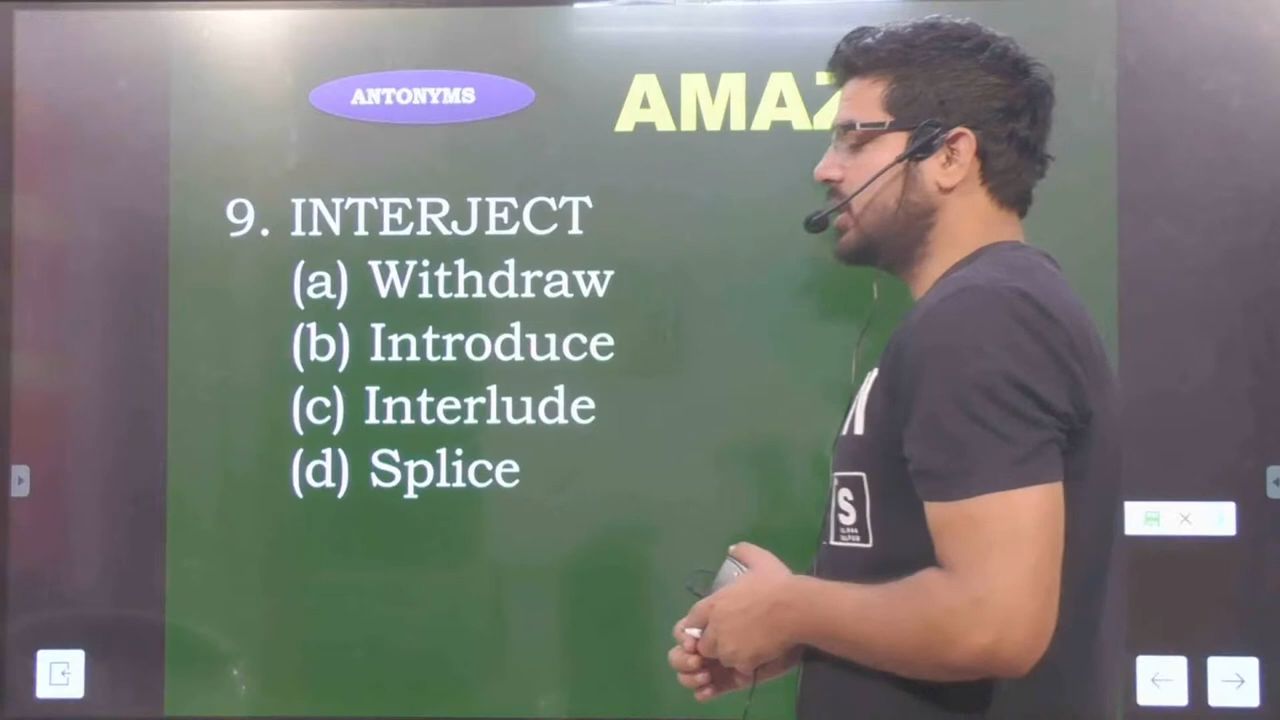 ANTONYMS
AMAZ
9. INTERJECT
(a) Withdraw
(b) Introduce
(c) Interlude
(d) Splice
S